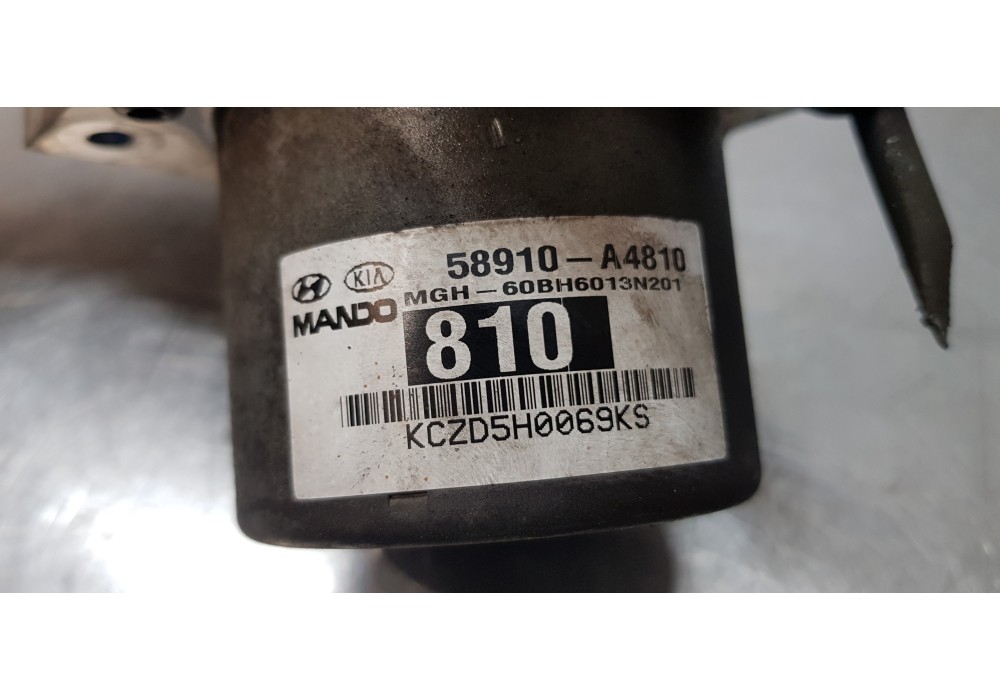 58910-A4810
KIA
MGH-60BH6013N201
MANDO
810
KCZD5H0069KS